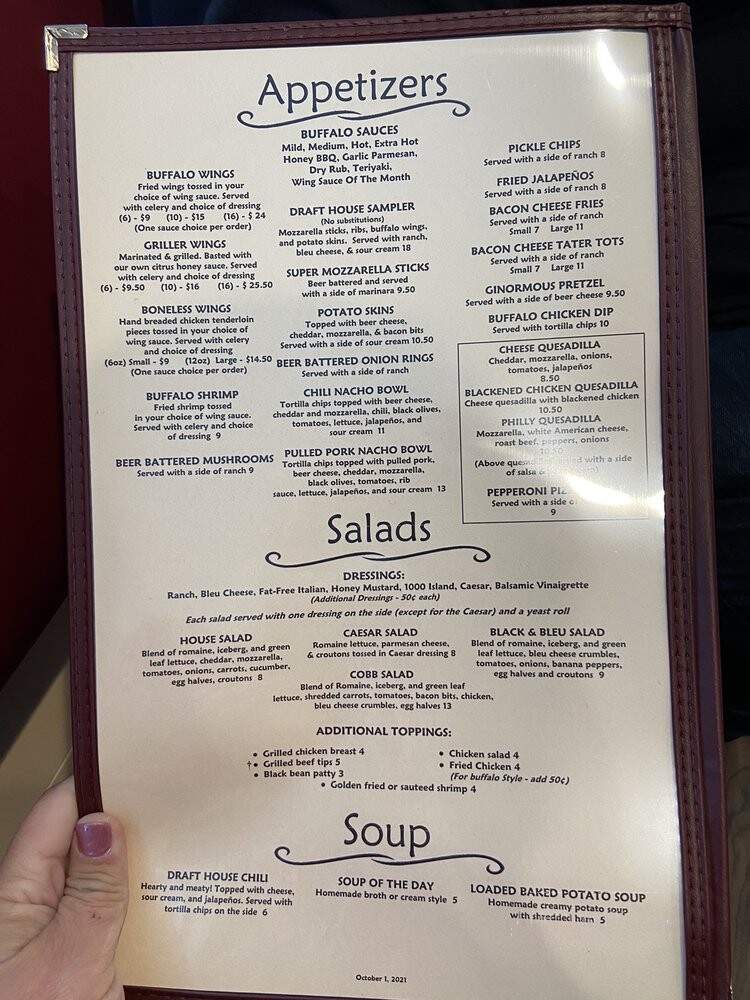 Appetizers
BUFFALO WINGS
Fried wings tossed in your
choice of wing sauce. Served
with celery and choice of dressing
(6) - $9 (10) - $15 (16) - $ 24
(One sauce choice per order)
GRILLER WINGS
Marinated & grilled. Basted with
our own citrus honey sauce. Served
with celery and choice of dressing
(6) - $9.50 (10) - $16 (16) - $ 25.50
BONELESS WINGS
Hand breaded chicken tenderloin
pieces tossed in your choice of
wing sauce. Served with celery
and choice of dressing
(6oz) Small - $9 (12oz) Large - $14.50
(One sauce choice per order)
BUFFALO SHRIMP
Fried shrimp tossed
in your choice of wing sauce.
Served with celery and choice
of dressing 9
BEER BATTERED MUSHROOMS
Served with a side of ranch 9
BUFFALO SAUCES
Mild, Medium, Hot, Extra Hot
Honey BBQ, Garlic Parmesan,
Dry Rub, Teriyaki,
Wing Sauce Of The Month
DRAFT HOUSE SAMPLER
(No substitutions)
Mozzarella sticks, ribs, buffalo wings,
and potato skins. Served with ranch,
bleu cheese, & sour cream 18
SUPER MOZZARELLA STICKS
Beer battered and served
with a side of marinara 9.50
POTATO SKINS
Topped with beer cheese,
cheddar, mozzarella, & bacon bits
Served with a side of sour cream 10.50
BEER BATTERED ONION RINGS
Served with a side of ranch
CHILI NACHO BOWL
Tortilla chips topped with beer cheese,
cheddar and mozzarella, chili, black olives,
tomatoes, lettuce, jalapeños, and
sour cream 11
PULLED PORK NACHO BOWL
Tortilla chips topped with pulled pork,
beer cheese, cheddar, mozzarella,
black olives, tomatoes, rib
sauce, lettuce, jalapeños, and sour cream 13
PICKLE CHIPS
Served with a side of ranch 8
FRIED JALAPEÑOS
Served with a side of ranch 8
BACON CHEESE FRIES
Served with a side of ranch
Small 7 Large 11
BACON CHEESE TATER TOTS
Served with a side of ranch
Small 7 Large 11
GINORMOUS PRETZEL
Served with a side of beer cheese 9.50
BUFFALO CHICKEN DIP
Served with tortilla chips 10
CHEESE QUESADILLA
Cheddar, mozzarella, onions,
tomatoes, jalapeños
8.50
BLACKENED CHICKEN QUESADILLA
Cheese quesadilla with blackened chicken
10.50
PHILLY QUESADILLA
Mozzarella, white American cheese,
roast beef, peppers, onions
10.50
(Above with a side
of salsa
PEPPERONI
Served with a side
9
Salads
DRESSINGS:
Ranch, Bleu Cheese, Fat-Free Italian, Honey Mustard, 1000 Island, Caesar, Balsamic Vinaigrette
(Additional Dressings - 50¢ each)
Each salad served with one dressing on the side (except for the Caesar) and a yeast roll
HOUSE SALAD
Blend of romaine, iceberg, and green
leaf lettuce, cheddar, mozzarella,
tomatoes, onions, carrots, cucumber,
egg halves, croutons 8
CAESAR SALAD
Romaine lettuce, parmesan cheese,
& croutons tossed in Caesar dressing 8
COBB SALAD
Blend of Romaine, iceberg, and green leaf
lettuce, shredded carrots, tomatoes, bacon bits, chicken,
bleu cheese crumbles, egg halves 13
BLACK & BLEU SALAD
Blend of romaine, iceberg, and green
leaf lettuce, bleu cheese crumbles,
tomatoes, onions, banana peppers,
egg halves and croutons 9
ADDITIONAL TOPPINGS:
• Grilled chicken breast 4
†• Grilled beef tips 5
• Black bean patty 3
• Chicken salad 4
• Fried Chicken 4
(For buffalo Style - add 50¢)
• Golden fried or sauteed shrimp 4
Soup
DRAFT HOUSE CHILI
Hearty and meaty! Topped with cheese,
sour cream, and jalapeños. Served with
tortilla chips on the side 6
SOUP OF THE DAY
Homemade broth or cream style 5
LOADED BAKED POTATO SOUP
Homemade creamy potato soup
with shredded ham 5
October 1, 2021